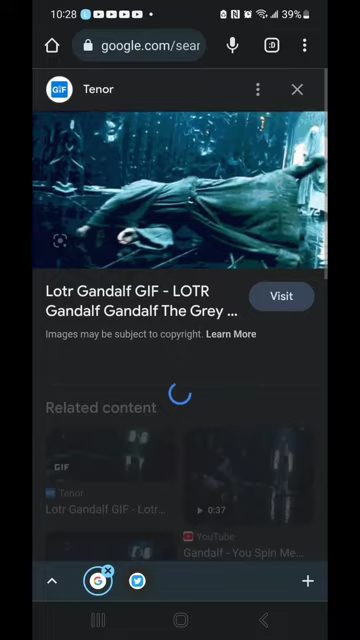 10:28
39%
google.com/sear
:D
GIF
Tenor
Lotr Gandalf GIF - LOTR
Gandalf Gandalf The Grey ...
Visit
Images may be subject to copyright. Learn More
Related content
GIF
Tenor
Lotr Gandalf GIF - Lotr...
0:37
YouTube
Gandalf - You Spin Me...